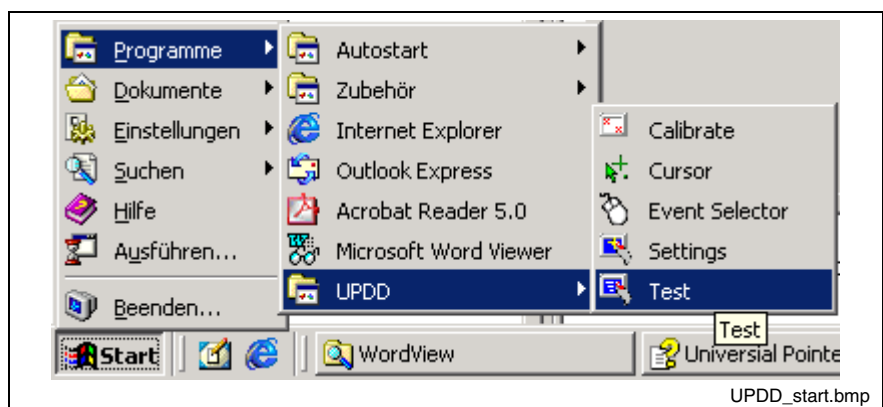 Programme
Dokumente
Einstellungen
Suchen
Hilfe
Ausführen...
Beenden...
Autostart
Zubehör
Internet Explorer
Outlook Express
Acrobat Reader 5.0
Microsoft Word Viewer
UPDD
Calibrate
Cursor
Event Selector
Settings
Test
Test
Start
WordView
Universial Pointe
UPDD_start.bmp